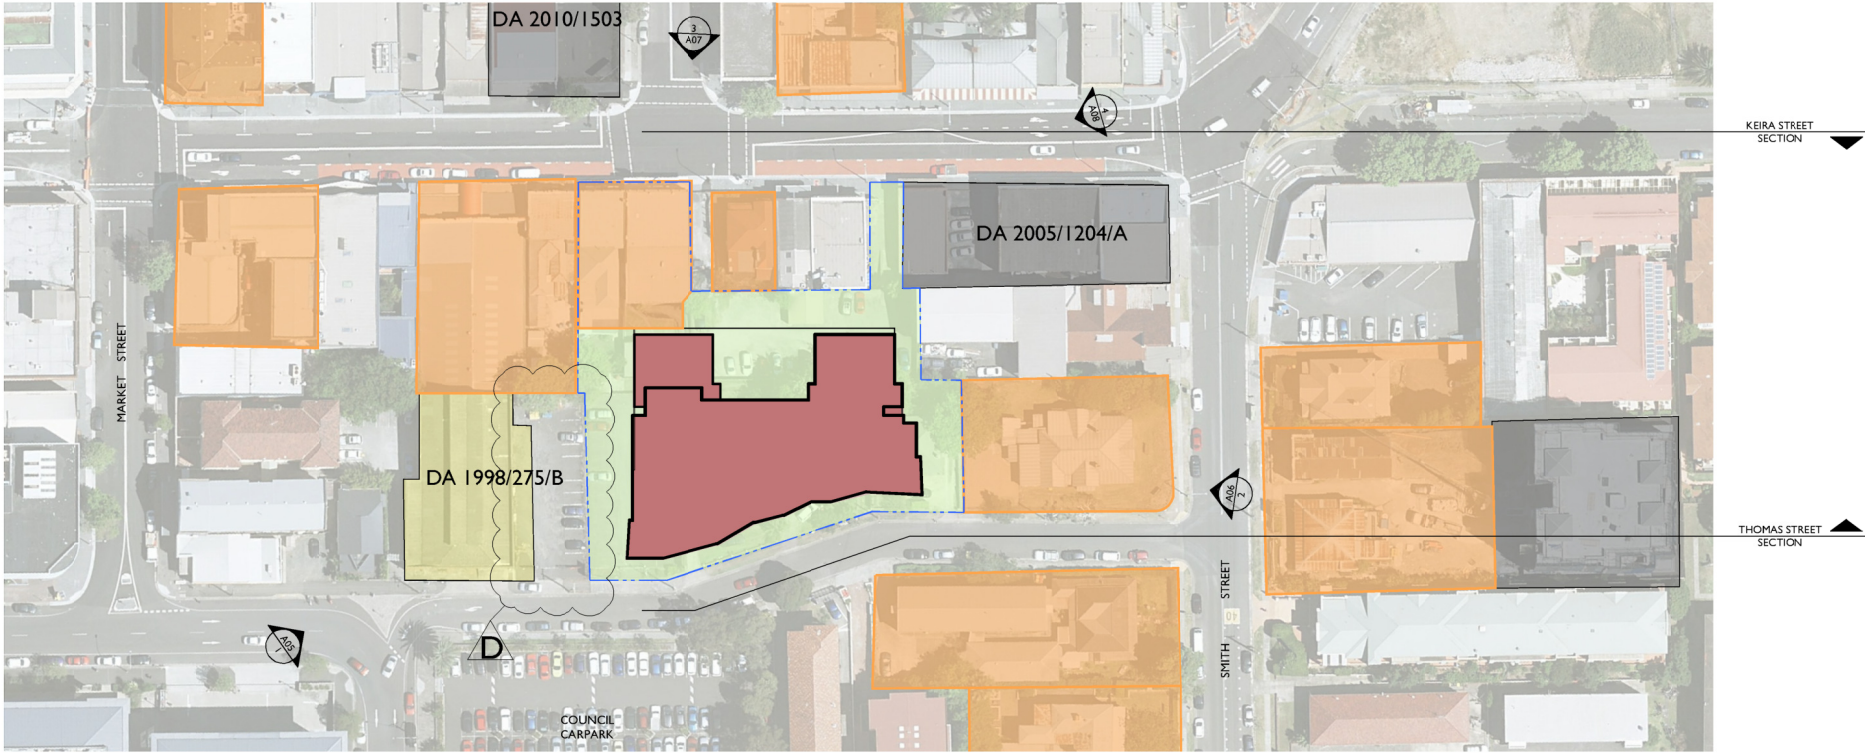 DA 2010/1503
3
A07
4
A08
KEIRA STREET
SECTION
DA 2005/1204/A
MARKET STREET
DA 1998/275/B
A06
2
THOMAS STREET
SECTION
SMITH STREET
40
A05
1
D
COUNCIL
CARPARK